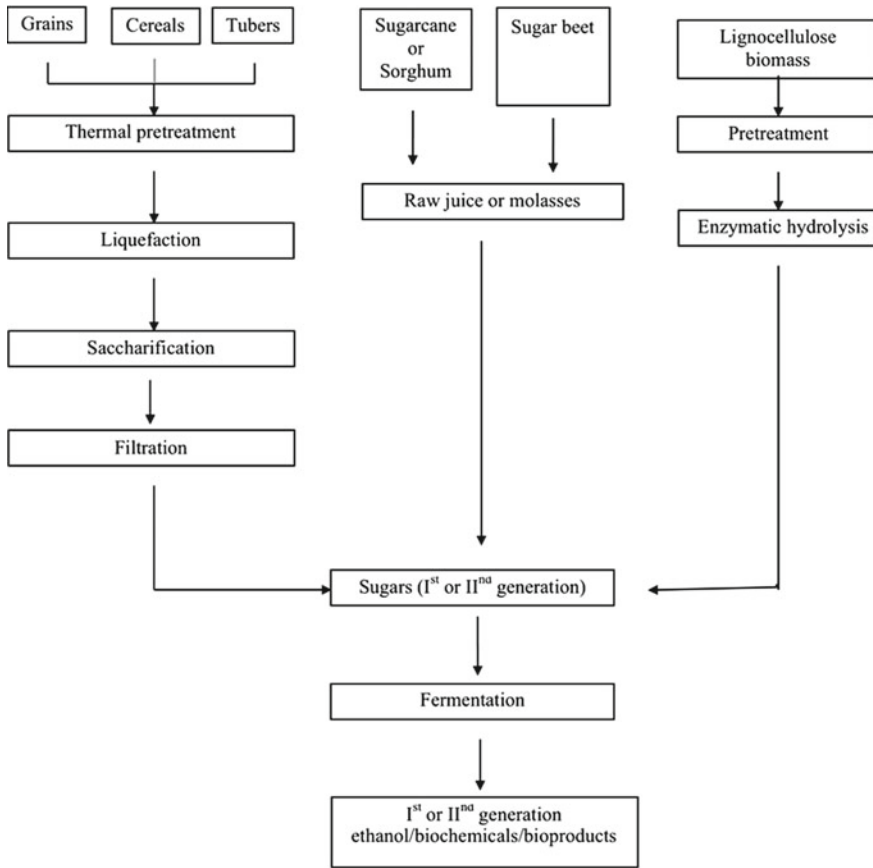 Grains
Cereals
Tubers
Sugarcane
or
Sorghum
Sugar beet
Lignocellulose
biomass
Thermal pretreatment
Pretreatment
Raw juice or molasses
Liquefaction
Enzymatic hydrolysis
Saccharification
Filtration
Sugars (Iˢᵗ or IIⁿᵈ generation)
Fermentation
Iˢᵗ or IIⁿᵈ generation
ethanol/biochemicals/bioproducts